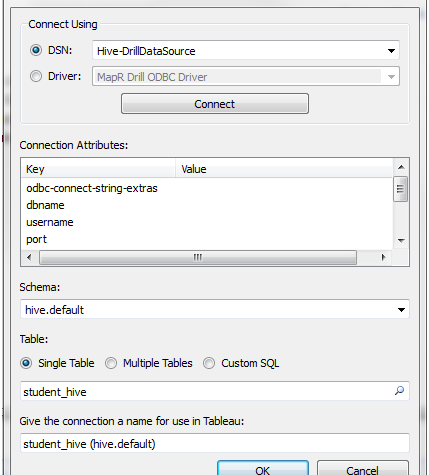 Connect Using
DSN: Hive-DrillDataSource
Driver: MapR Drill ODBC Driver
Connect
Connection Attributes:
Key Value
odbc-connect-string-extras
dbname
username
port
Schema:
hive.default
Table:
Single Table Multiple Tables Custom SQL
student_hive
Give the connection a name for use in Tableau:
student_hive (hive.default)
OK Cancel